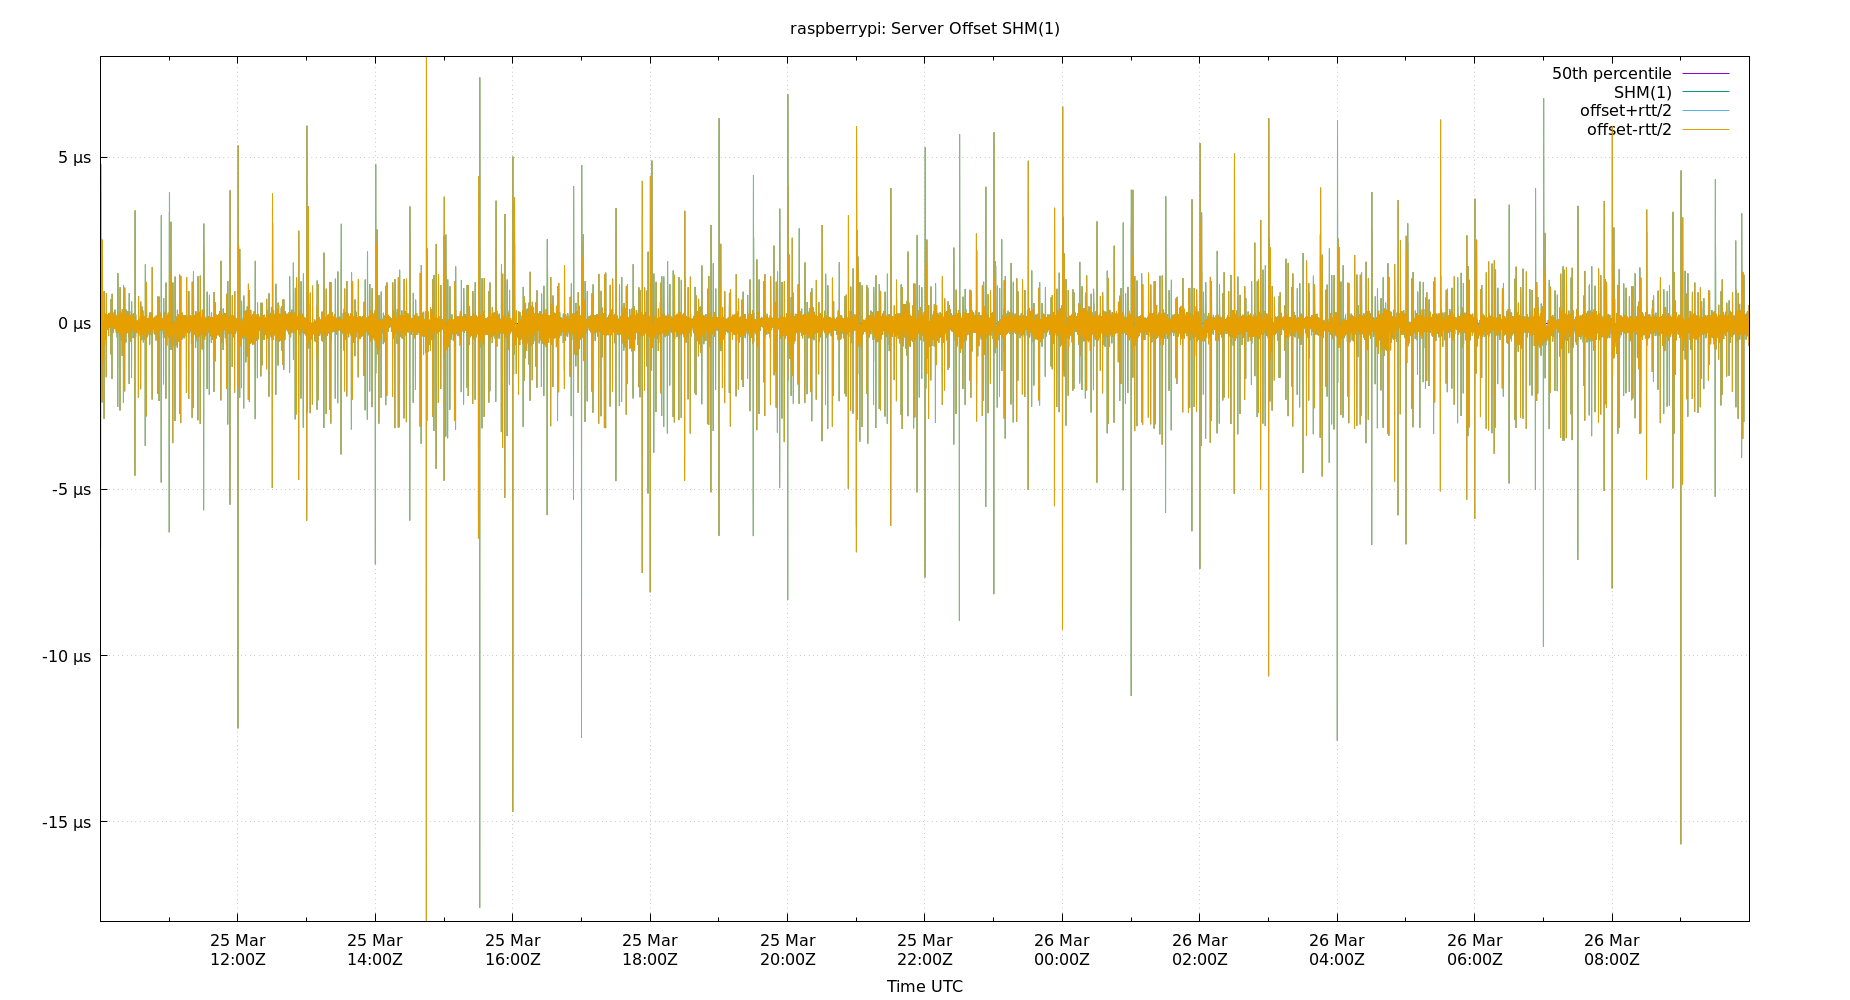 raspberrypi: Server Offset SHM(1)
50th percentile
SHM(1)
offset+rtt/2
offset-rtt/2
5 µs
0 µs
-5 µs
-10 µs
-15 µs
25 Mar 25 Mar 25 Mar 25 Mar 25 Mar 25 Mar 26 Mar 26 Mar 26 Mar 26 Mar 26 Mar
12:00Z 14:00Z 16:00Z 18:00Z 20:00Z 22:00Z 00:00Z 02:00Z 04:00Z 06:00Z 08:00Z
Time UTC